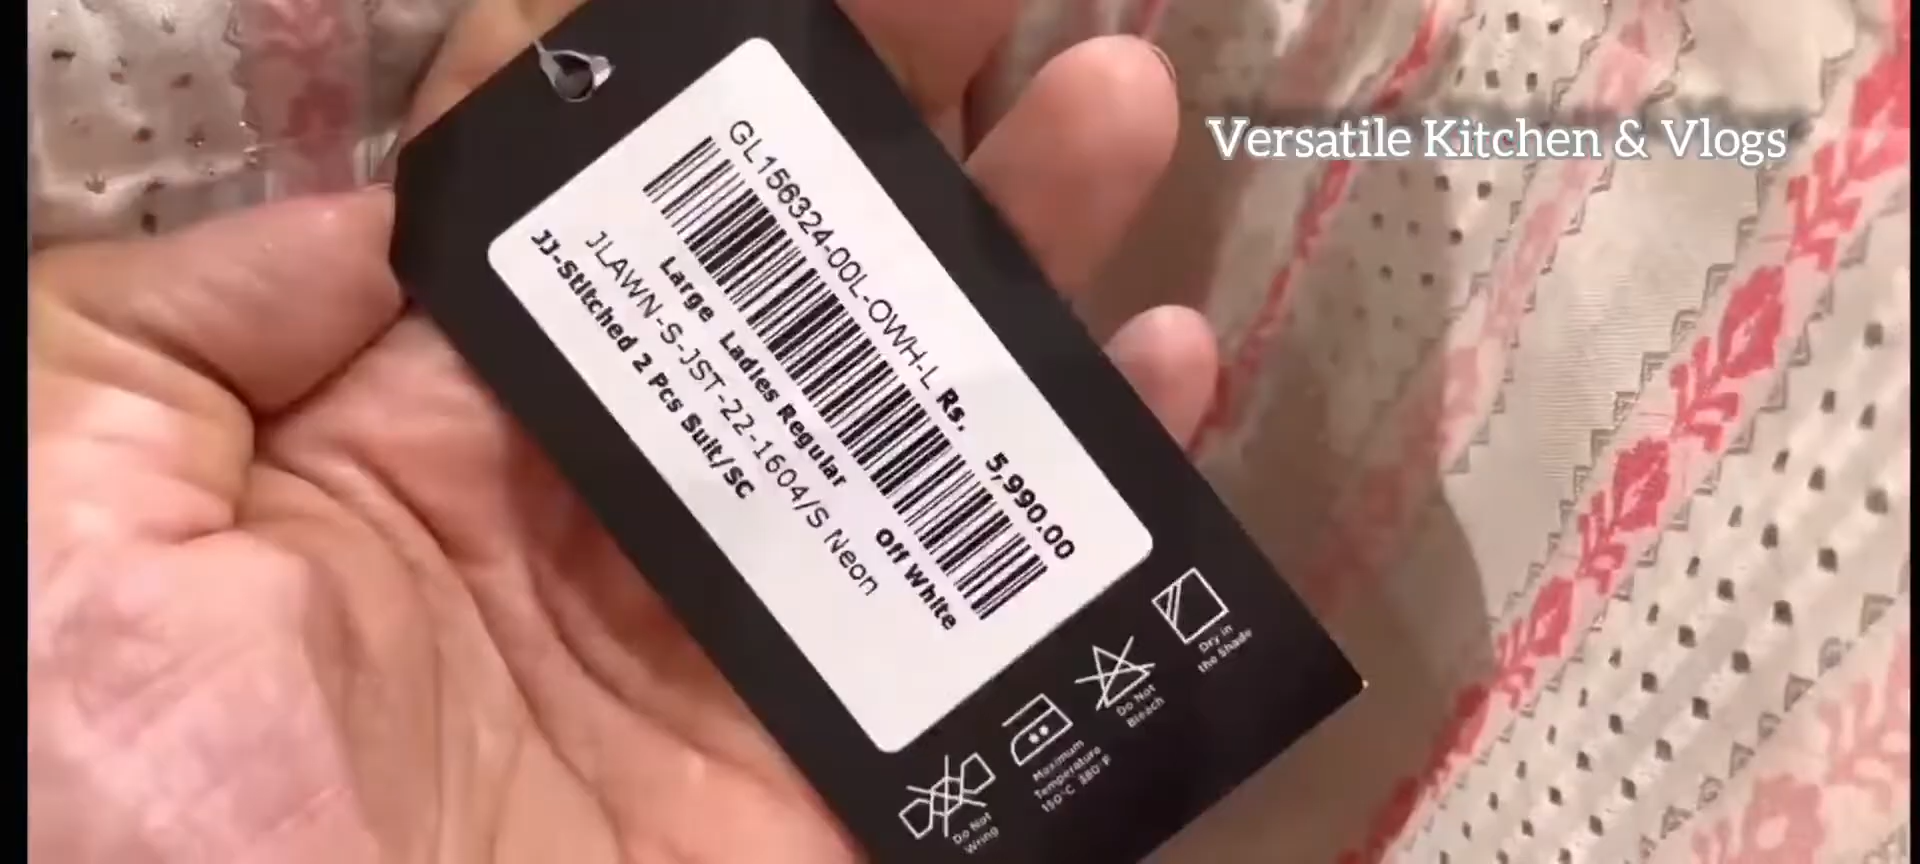 Versatile Kitchen & Vlogs
GL156324-00L-OWH-L Rs. 5,990.00
Large Ladies Regular Off White
JLAWN-S-JST-22-1604/S Neon
JJ-Stitched 2 Pcs Suit/SC
Do Not
Wring
Maximum
Temperature
Do Not
Bleach
Dry in
the Shade